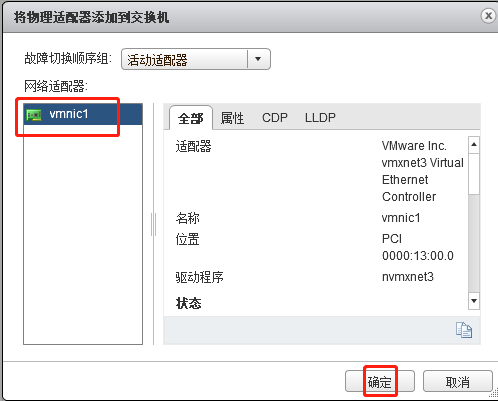 将物理适配器添加到交换机
故障切换顺序组: 活动适配器
网络适配器:
vmnic1
全部 属性 CDP LLDP
适配器 VMware Inc.
vmxnet3 Virtual
Ethernet
Controller
名称 vmnic1
位置 PCI
0000:13:00.0
驱动程序 nvmxnet3
状态
确定 取消